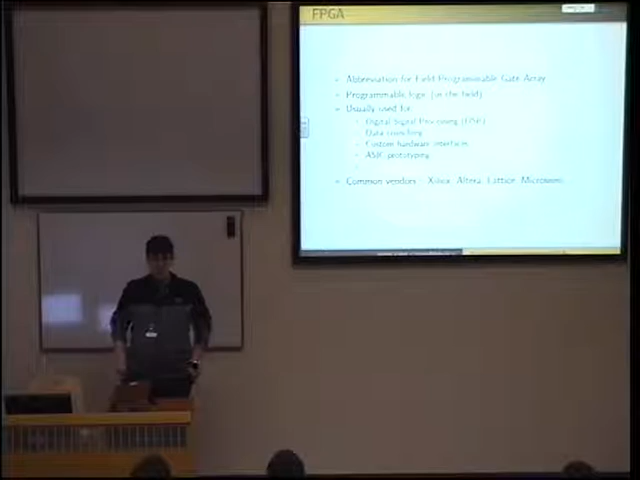 FPGA
Abbreviation for Field Programmable Gate Array
Programmable logic (in the field)
Usually used for
Digital Signal Processing (DSP)
Data crunching
Custom hardware interfaces
ASIC prototyping
Common vendors Xilinx Altera Lattice Microsemi